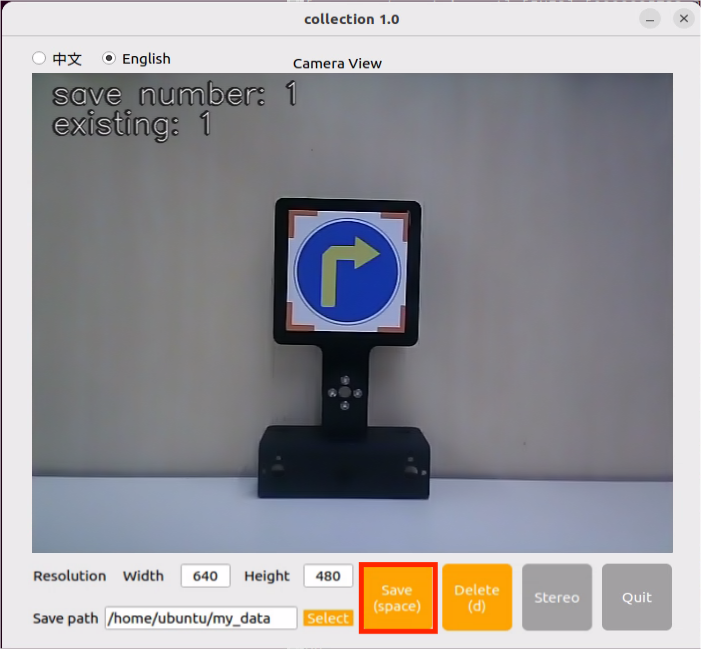 collection 1.0
中文 English
Camera View
save number: 1
existing: 1
Resolution Width 640 Height 480
Save path /home/ubuntu/my_data Select
Save
(space)
Delete
(d)
Stereo
Quit